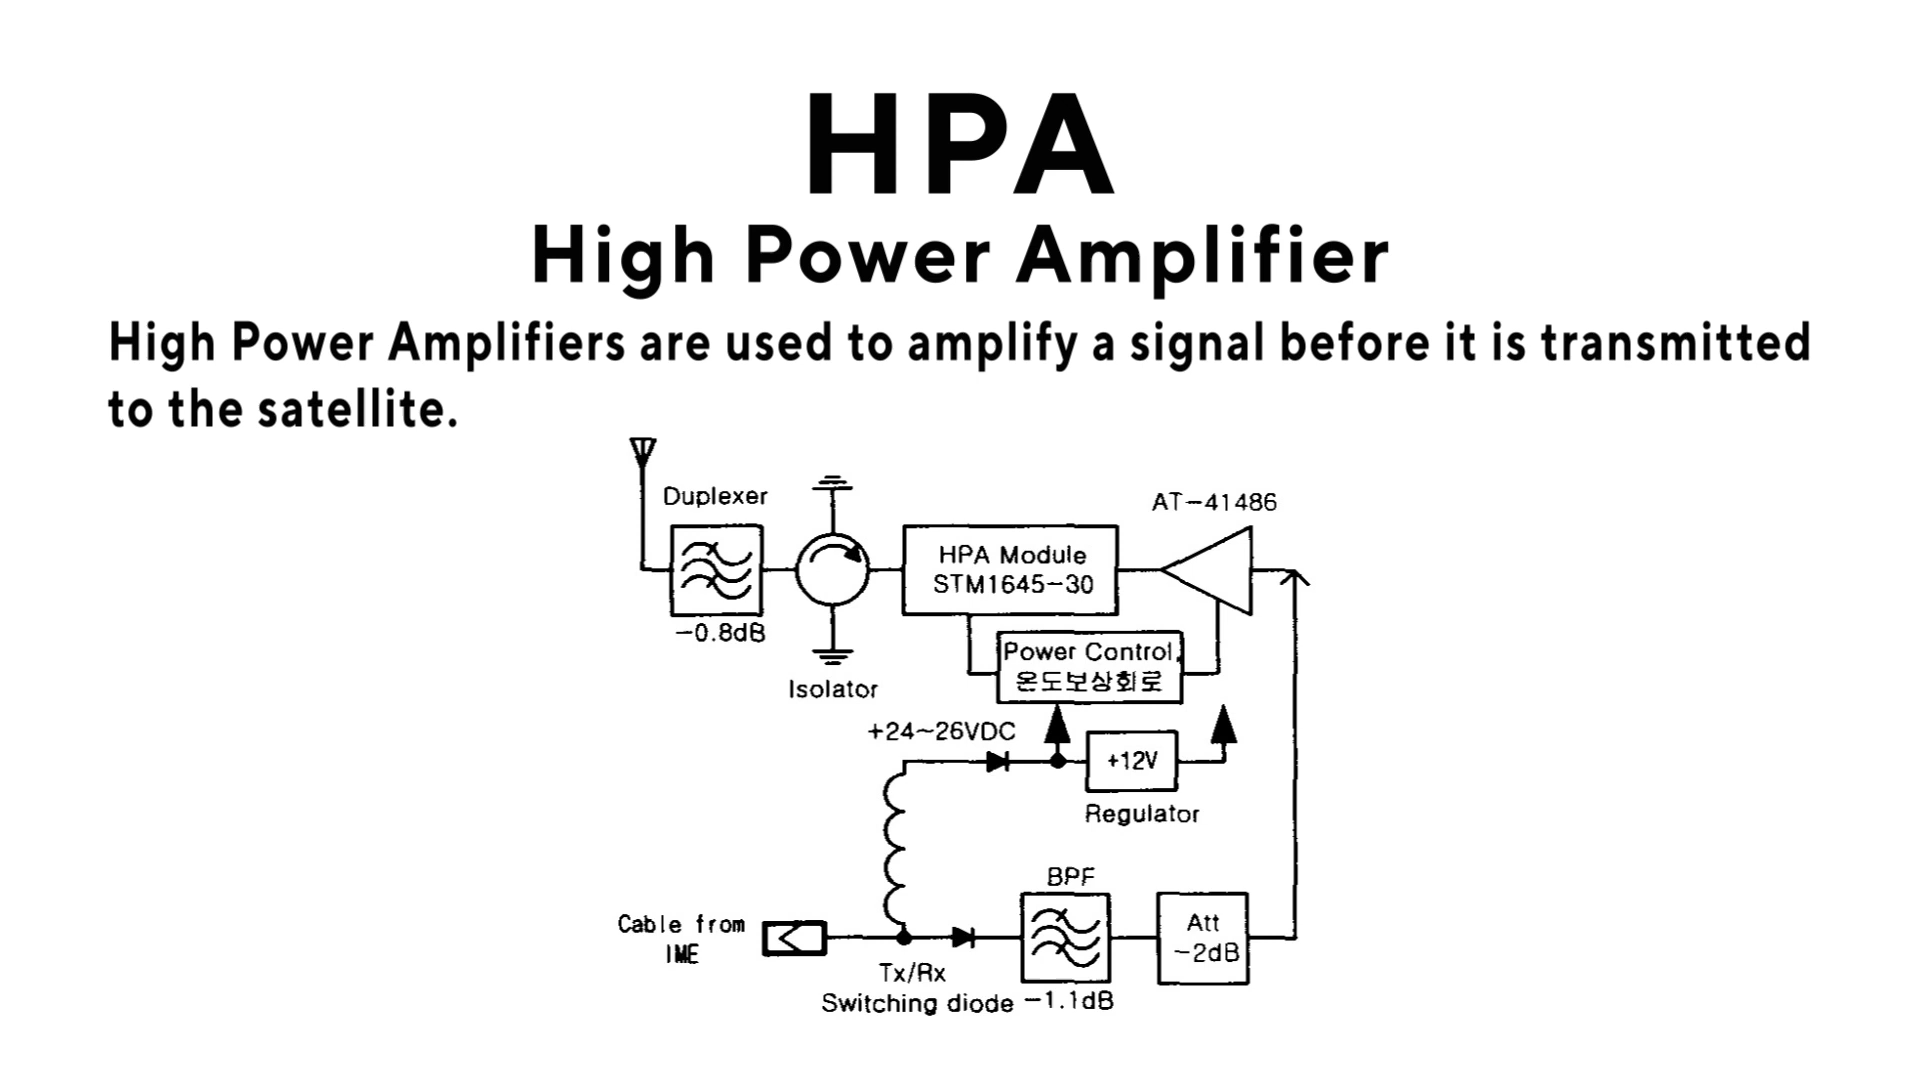 HPA
High Power Amplifier
High Power Amplifiers are used to amplify a signal before it is transmitted
to the satellite.
Duplexer
AT-41486
HPA Module
STM1645-30
-0.8dB
Power Control,
온도보상회로
Isolator
+24~26VDC
+12V
Regulator
BPF
Cable from
IME
Att
-2dB
Tx/Rx
Switching diode
-1.1dB